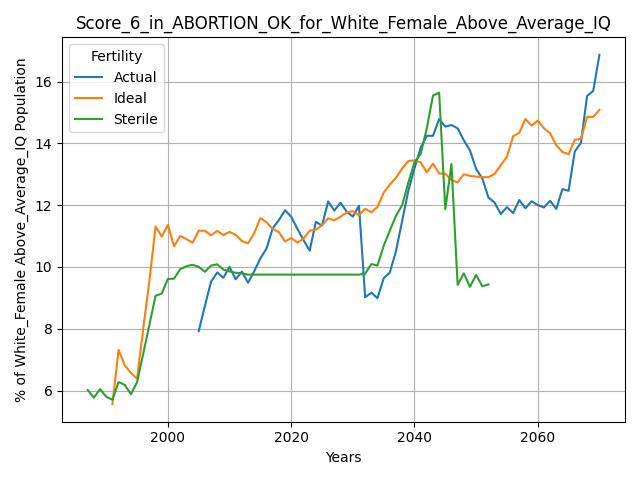 Score_6_in_ABORTION_OK_for_White_Female_Above_Average_IQ
Fertility
Actual
Ideal
Sterile
% of White_Female Above_Average_IQ Population
16
14
12
10
8
6
2000 2020 2040 2060
Years